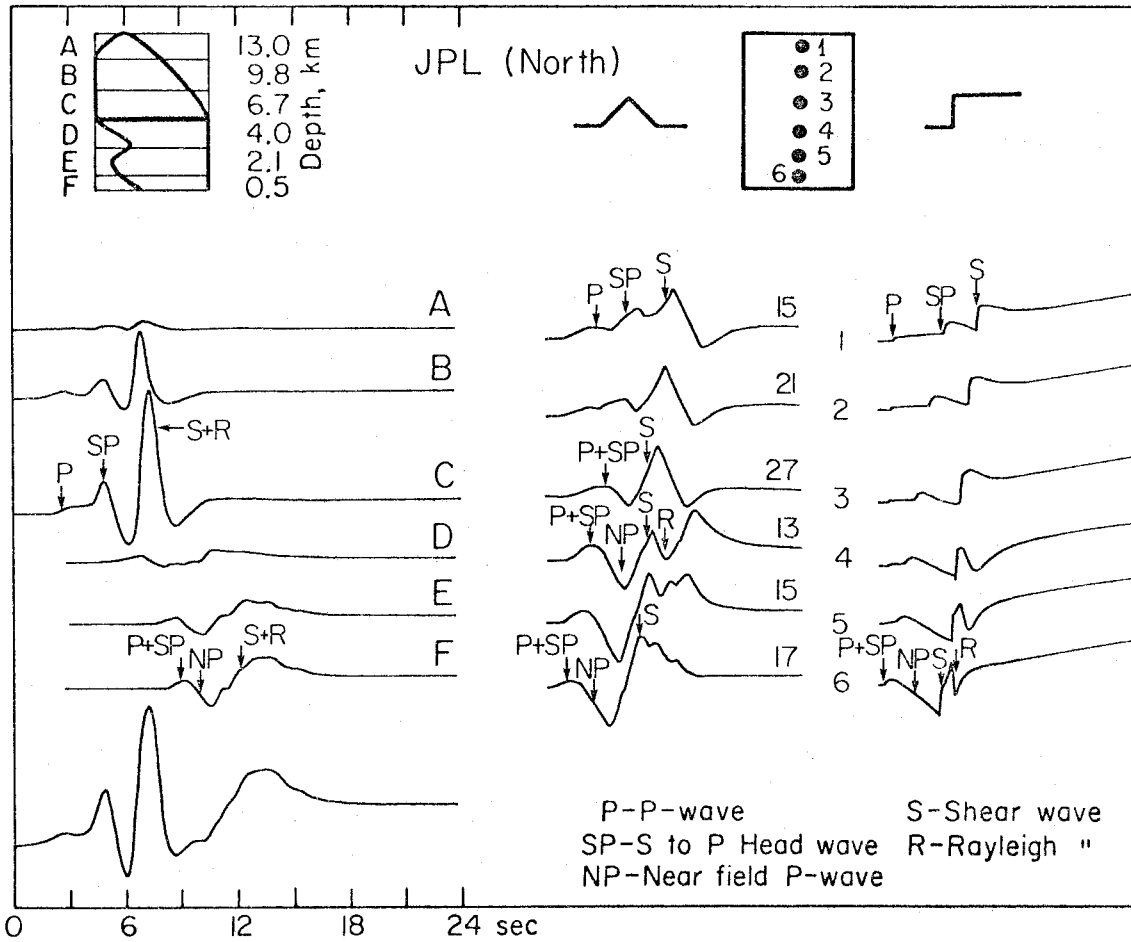 JPL (North)
A 13.0
B 9.8
C 6.7
D 4.0
E 2.1
F 0.5
Depth, km
1
2
3
4
5
6
A
B
S+R
P SP
C
D
E
P+SP NP S+R
F
P SP S
15
21
P+SP S
27
P+SP NP S R
13
15
P+SP NP S
17
P SP S
1
2
3
4
5
P+SP NP S R
6
P-P-wave
S-Shear wave
SP-S to P Head wave
R-Rayleigh "
NP-Near field P-wave
0 6 12 18 24 sec